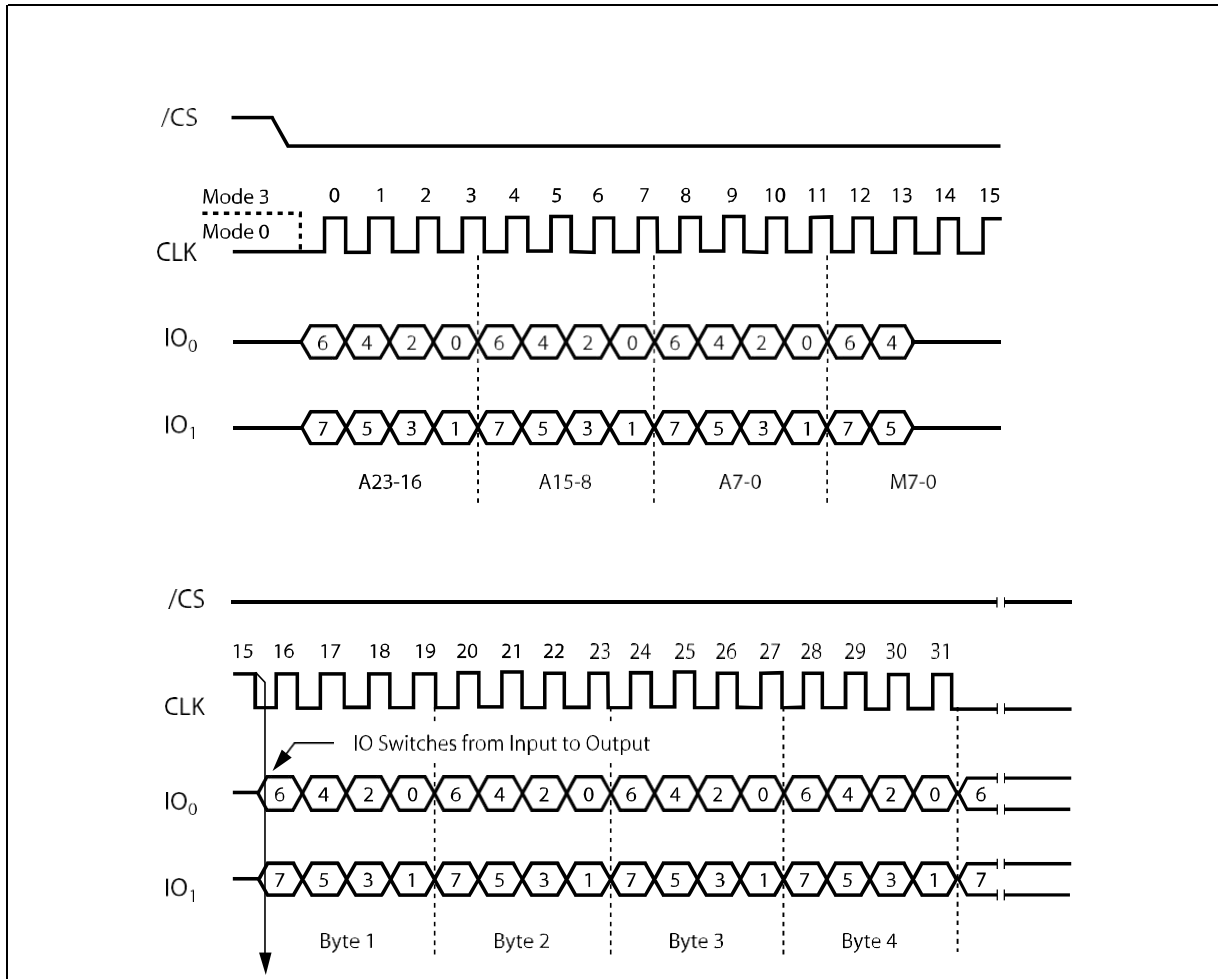 /CS
Mode 3 0 1 2 3 4 5 6 7 8 9 10 11 12 13 14 15
Mode 0
CLK
IO0 6 4 2 0 6 4 2 0 6 4 2 0 6 4
IO1 7 5 3 1 7 5 3 1 7 5 3 1 7 5
A23-16 A15-8 A7-0 M7-0
/CS
15 16 17 18 19 20 21 22 23 24 25 26 27 28 29 30 31
CLK
IO Switches from Input to Output
IO0 6 4 2 0 6 4 2 0 6 4 2 0 6 4 2 0 6
IO1 7 5 3 1 7 5 3 1 7 5 3 1 7 5 3 1 7
Byte 1 Byte 2 Byte 3 Byte 4